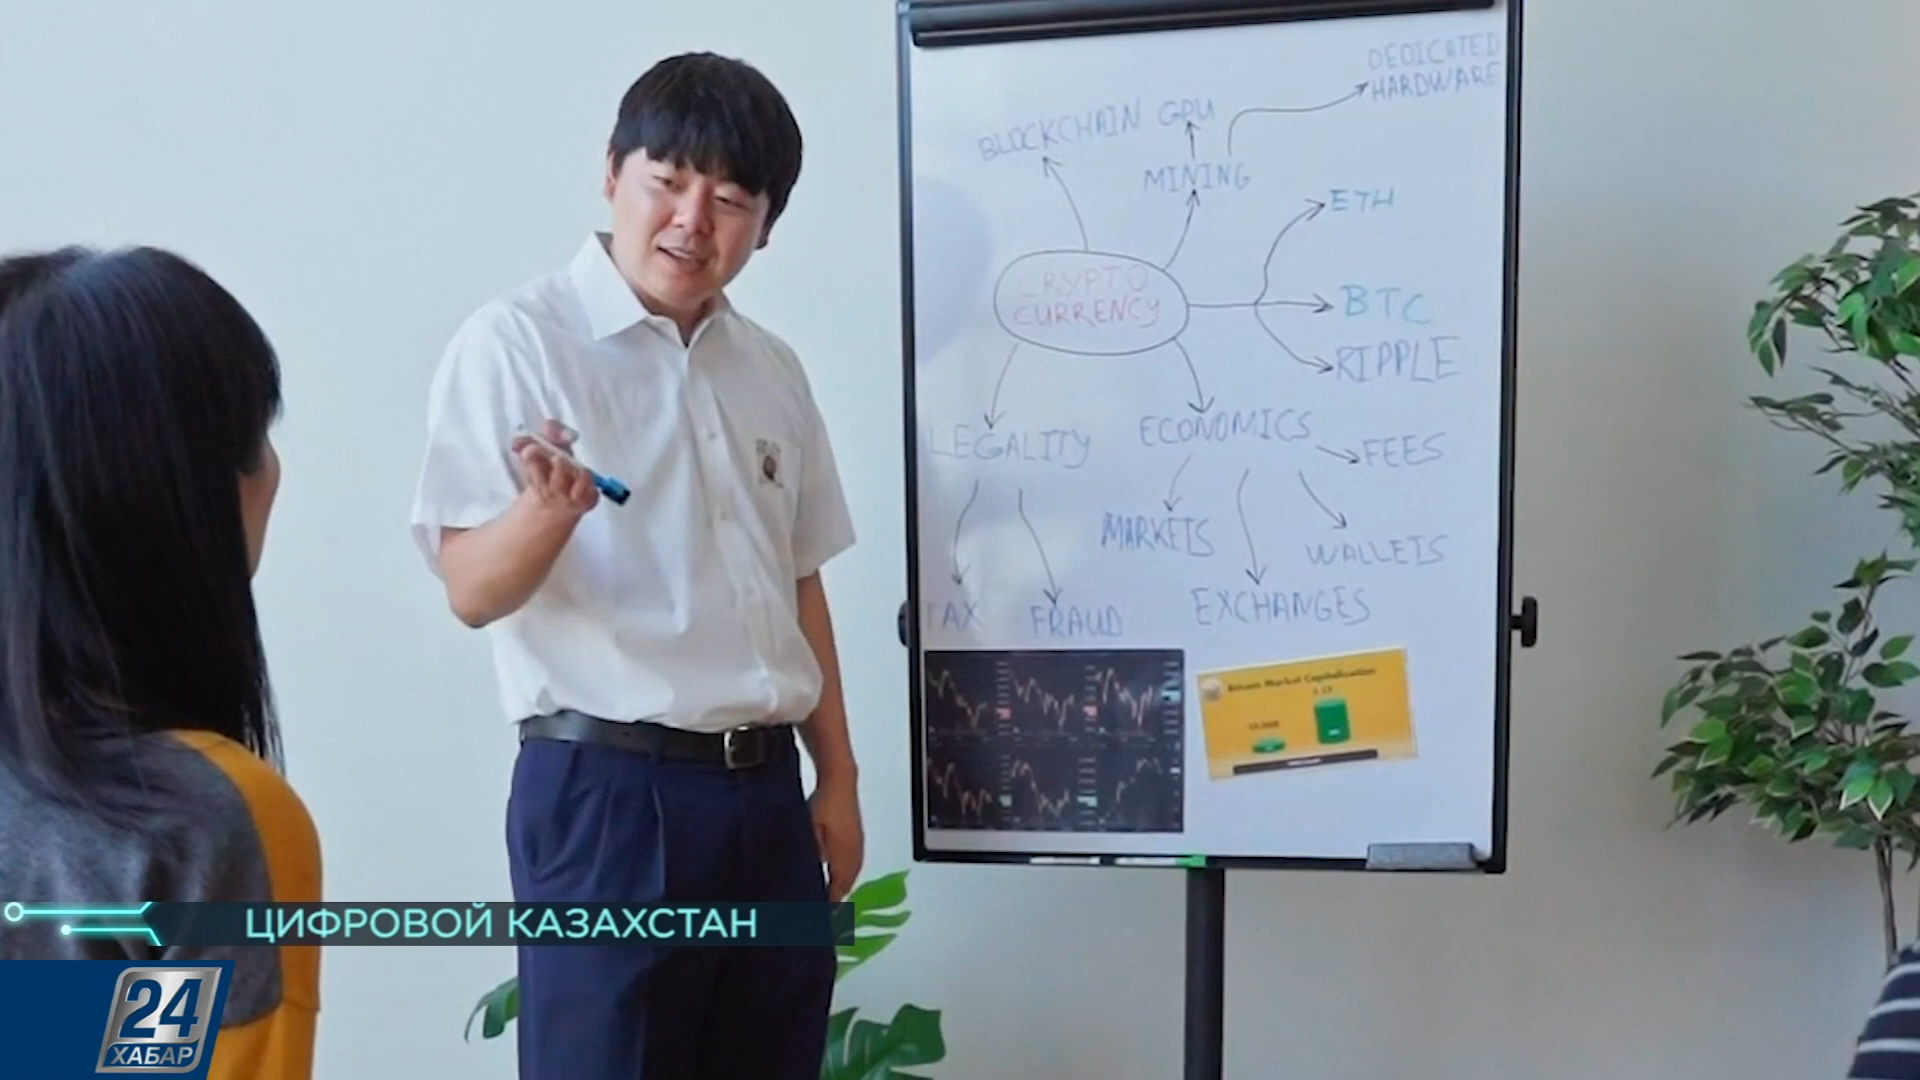 DEDICATED
HARDWARE
BLOCKCHAIN
GPU
MINING
ETH
CRYPTO
CURRENCY
BTC
RIPPLE
LEGALITY
ECONOMICS
FEES
MARKETS
WALLETS
TAX
FRAUD
EXCHANGES
Bitcoin Market Capitalization
ЦИФРОВОЙ КАЗАХСТАН
24
ХАБАР